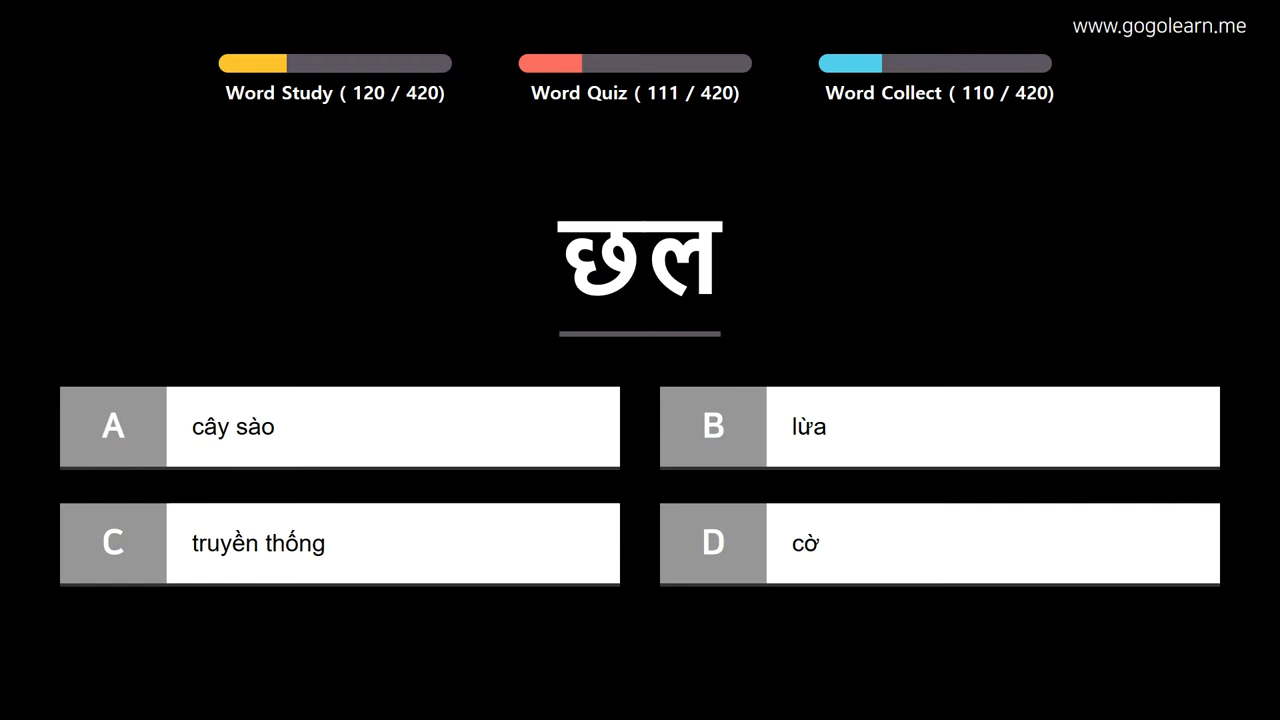 www.gogolearn.me
Word Study ( 120 / 420)
Word Quiz ( 111 / 420)
Word Collect ( 110 / 420)
छल
A cây sào
B lừa
C truyền thống
D cờ